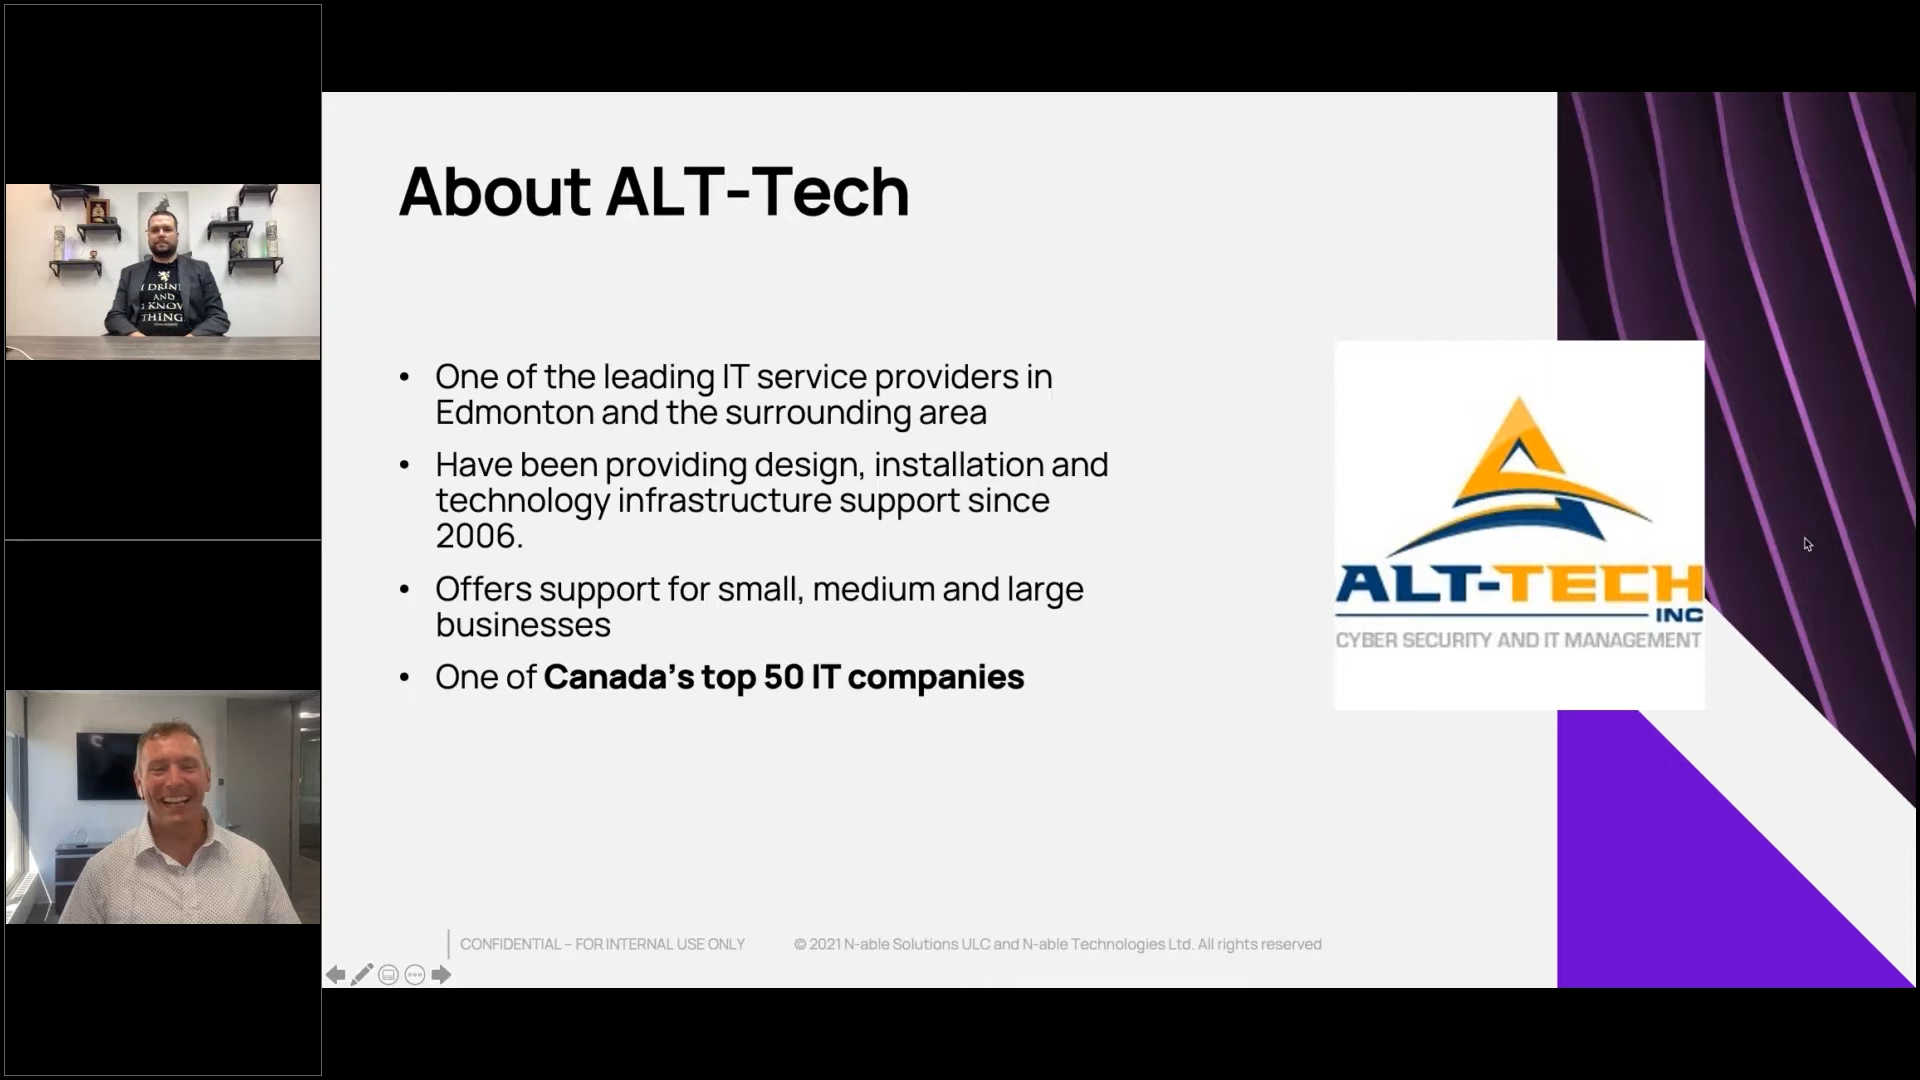 About ALT-Tech
• One of the leading IT service providers in
Edmonton and the surrounding area
• Have been providing design, installation and
technology infrastructure support since
2006.
• Offers support for small, medium and large
businesses
• One of Canada's top 50 IT companies
ALT-TECH
INC
CYBER SECURITY AND IT MANAGEMENT
I DRINK
AND
I KNOW
THING
CONFIDENTIAL – FOR INTERNAL USE ONLY
© 2021 N-able Solutions ULC and N-able Technologies Ltd. All rights reserved